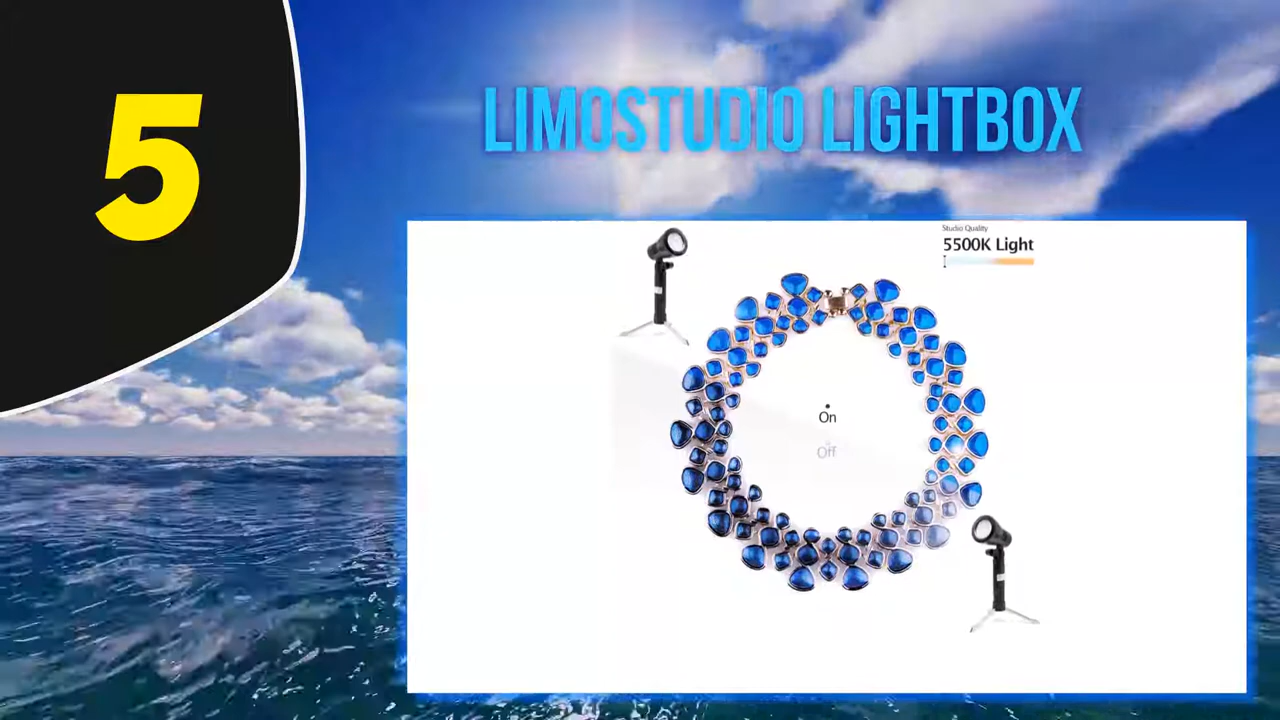 5
LIMOSTUDIO LIGHTBOX
Studio Quality
5500K Light
On
Off